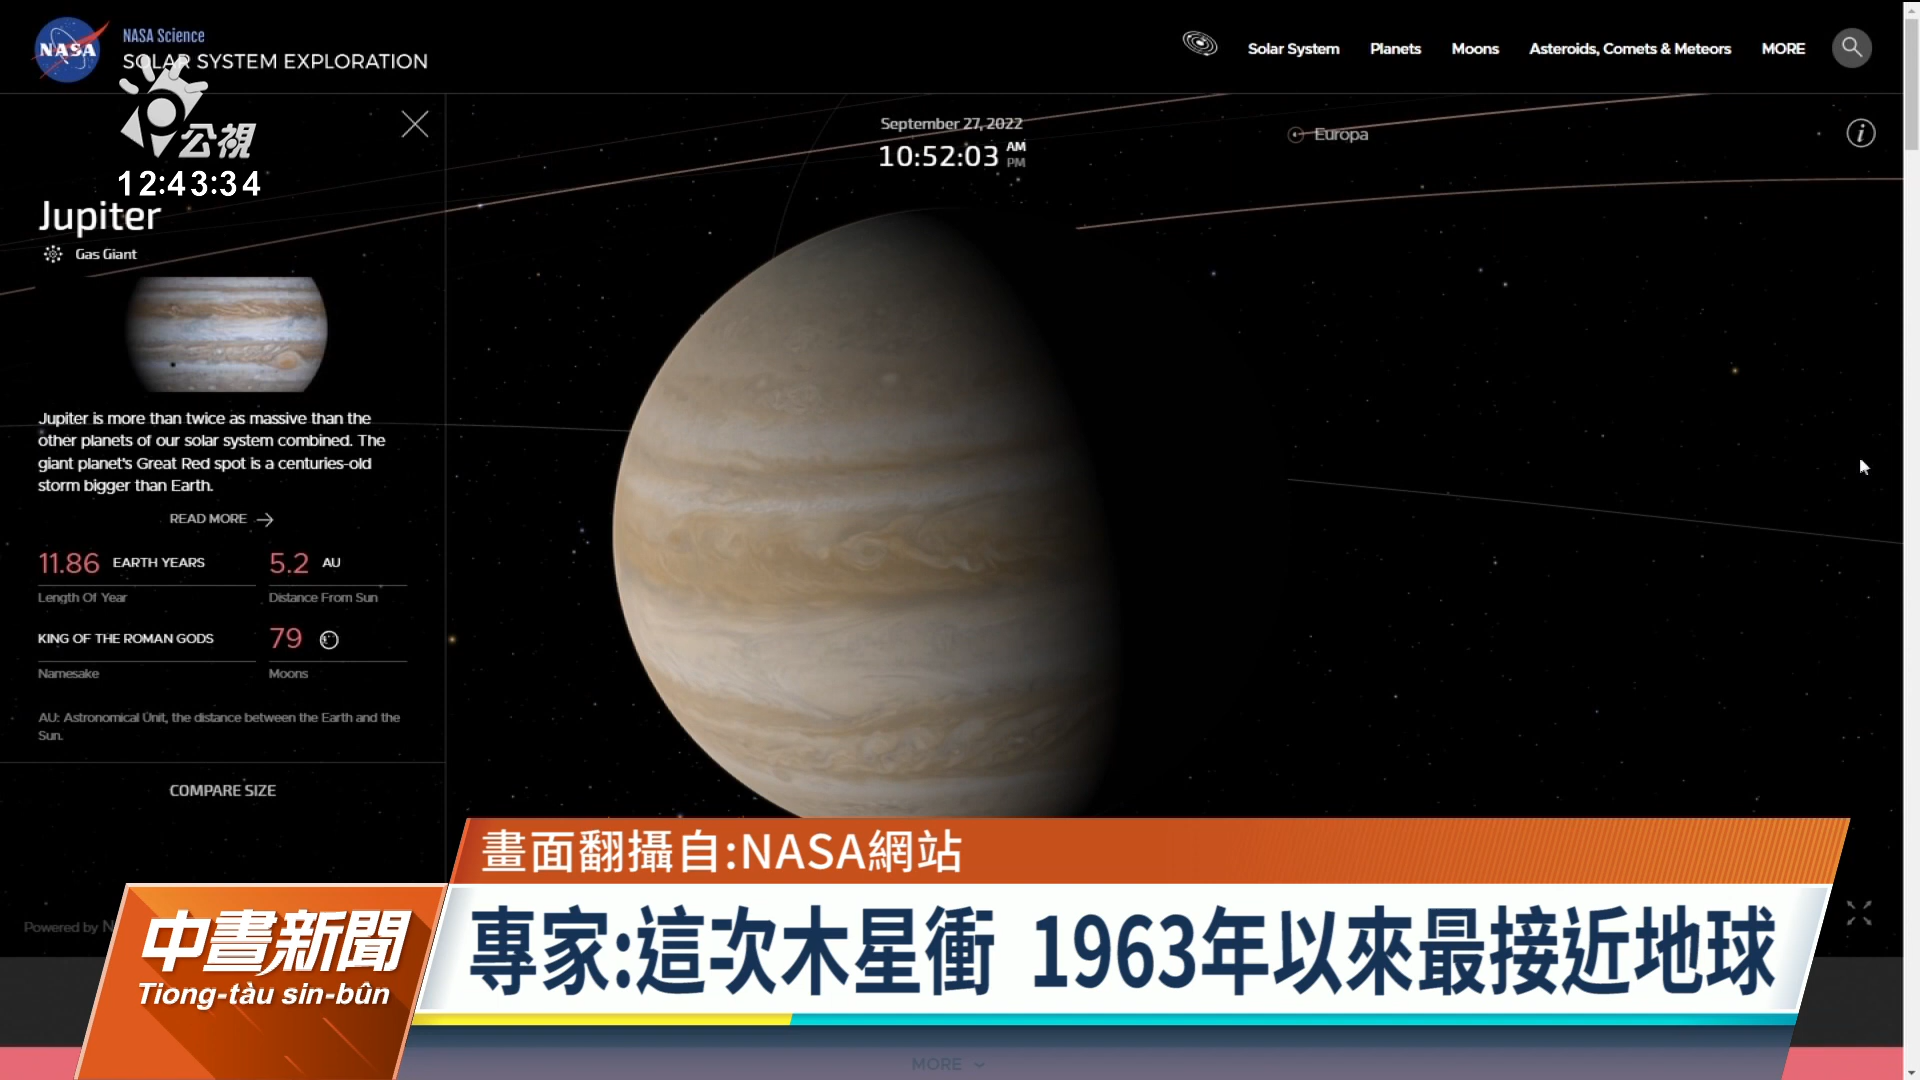 NASA
NASA Science
SOLAR SYSTEM EXPLORATION
Solar System
Planets
Moons
Asteroids, Comets & Meteors
MORE
公視
12:43:34
September 27, 2022
10:52:03 AM
PM
Europa
i
Jupiter
Gas Giant
Jupiter is more than twice as massive than the
other planets of our solar system combined. The
giant planet's Great Red spot is a centuries-old
storm bigger than Earth.
READ MORE
11.86 EARTH YEARS
Length Of Year
5.2 AU
Distance From Sun
KING OF THE ROMAN GODS
Namesake
79
Moons
AU: Astronomical Unit, the distance between the Earth and the
Sun.
COMPARE SIZE
Powered by
畫面翻攝自:NASA網站
中晝新聞
Tiong-tàu sin-bûn
專家:這次木星衝 1963年以來最接近地球
MORE